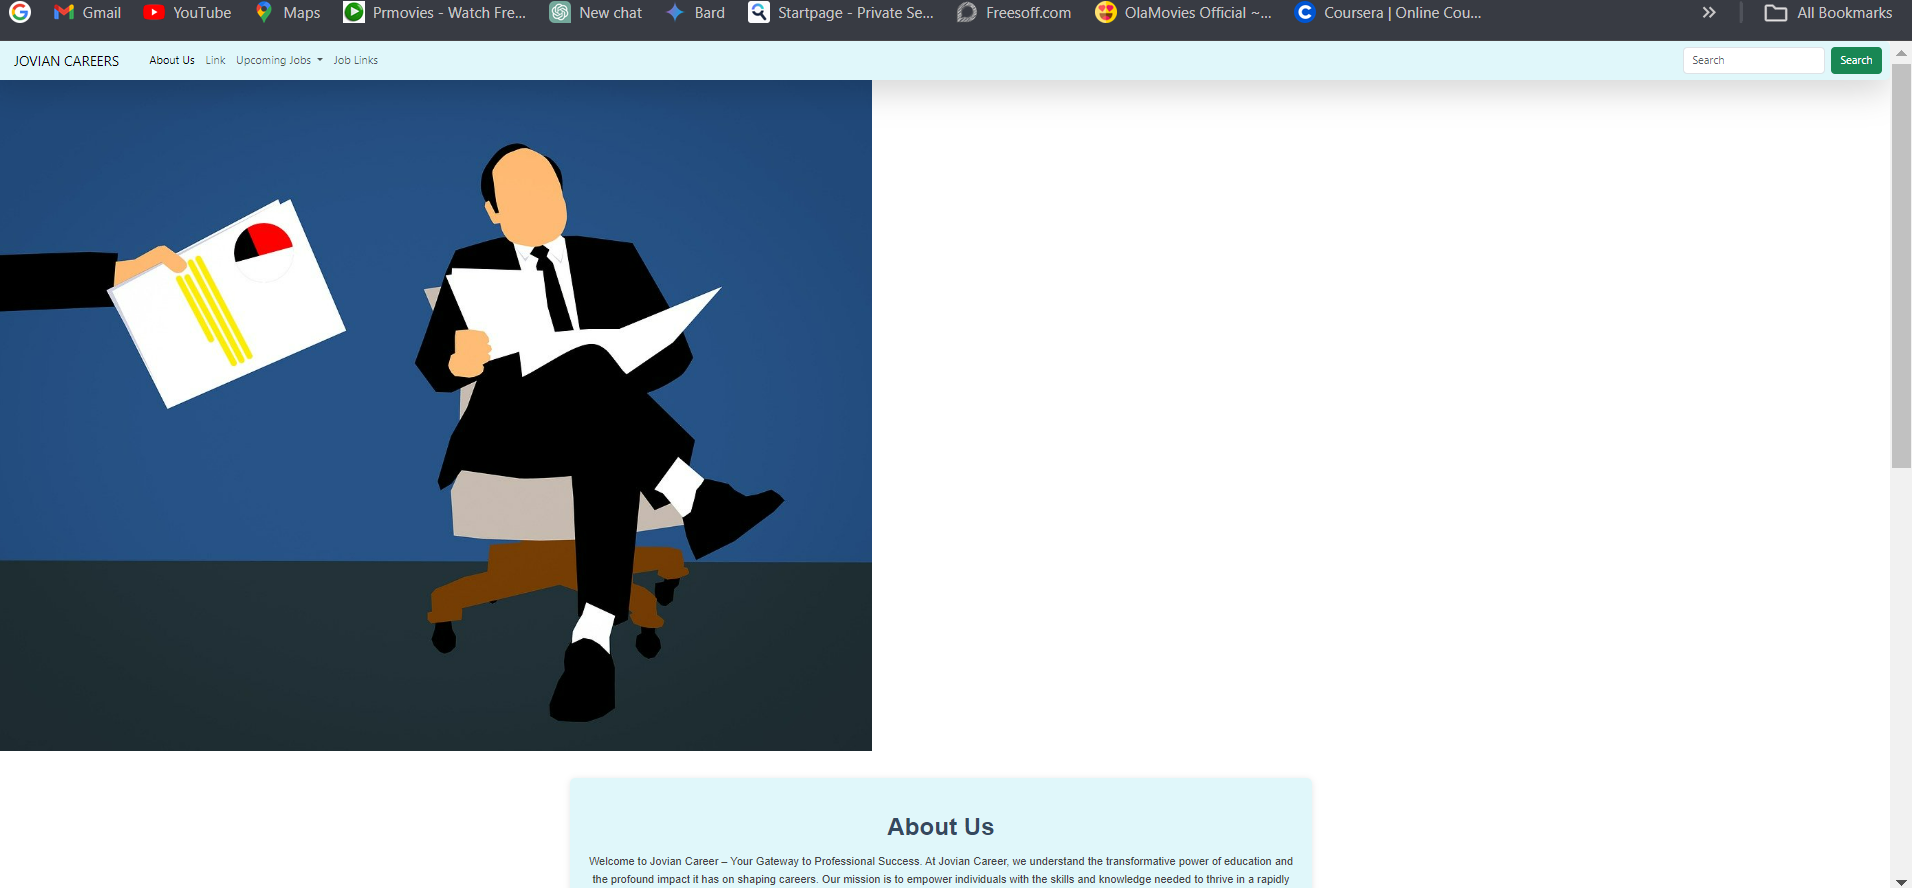 Gmail YouTube Maps Prmovies - Watch Fre... New chat Bard Startpage - Private Se... Freesoff.com OlaMovies Official ~... Coursera | Online Cou... All Bookmarks
JOVIAN CAREERS About Us Link Upcoming Jobs Job Links Search Search
About Us
Welcome to Jovian Career – Your Gateway to Professional Success. At Jovian Career, we understand the transformative power of education and
the profound impact it has on shaping careers. Our mission is to empower individuals with the skills and knowledge needed to thrive in a rapidly